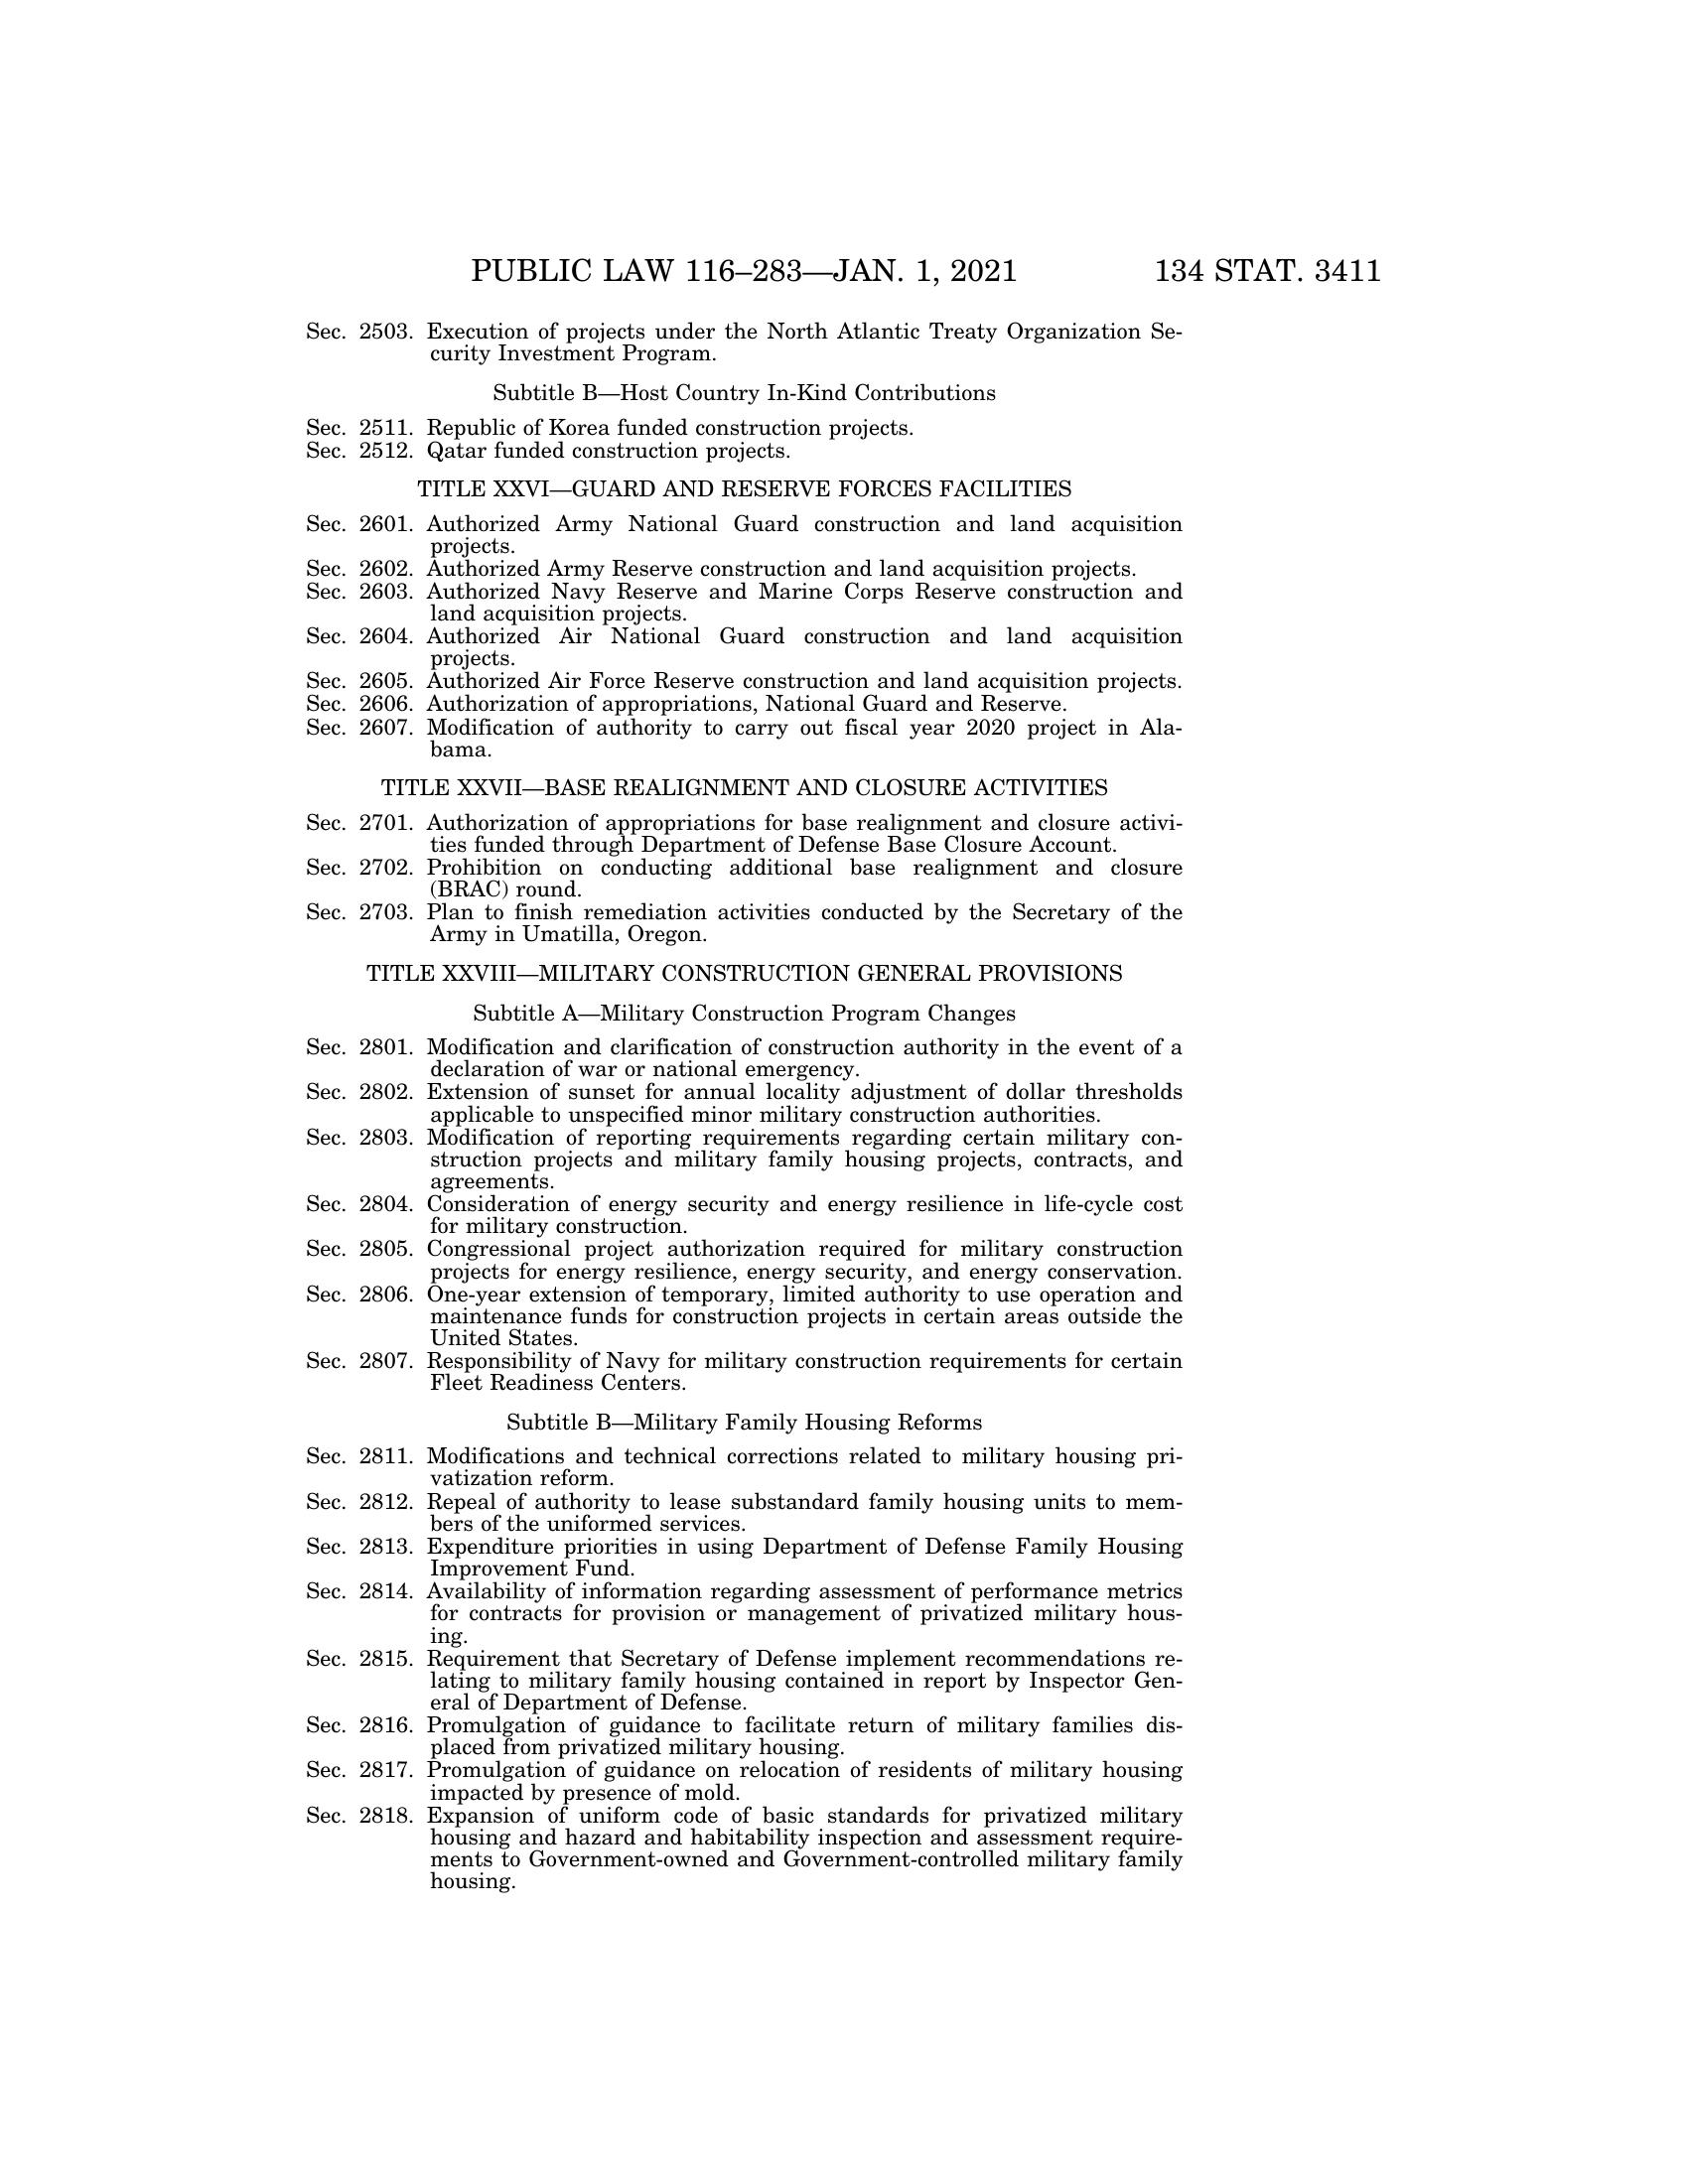 PUBLIC LAW 116–283—JAN. 1, 2021 134 STAT. 3411
Sec. 2503. Execution of projects under the North Atlantic Treaty Organization Se-
curity Investment Program.
Subtitle B—Host Country In-Kind Contributions
Sec. 2511. Republic of Korea funded construction projects.
Sec. 2512. Qatar funded construction projects.
TITLE XXVI—GUARD AND RESERVE FORCES FACILITIES
Sec. 2601. Authorized Army National Guard construction and land acquisition
projects.
Sec. 2602. Authorized Army Reserve construction and land acquisition projects.
Sec. 2603. Authorized Navy Reserve and Marine Corps Reserve construction and
land acquisition projects.
Sec. 2604. Authorized Air National Guard construction and land acquisition
projects.
Sec. 2605. Authorized Air Force Reserve construction and land acquisition projects.
Sec. 2606. Authorization of appropriations, National Guard and Reserve.
Sec. 2607. Modification of authority to carry out fiscal year 2020 project in Ala-
bama.
TITLE XXVII—BASE REALIGNMENT AND CLOSURE ACTIVITIES
Sec. 2701. Authorization of appropriations for base realignment and closure activi-
ties funded through Department of Defense Base Closure Account.
Sec. 2702. Prohibition on conducting additional base realignment and closure
(BRAC) round.
Sec. 2703. Plan to finish remediation activities conducted by the Secretary of the
Army in Umatilla, Oregon.
TITLE XXVIII—MILITARY CONSTRUCTION GENERAL PROVISIONS
Subtitle A—Military Construction Program Changes
Sec. 2801. Modification and clarification of construction authority in the event of a
declaration of war or national emergency.
Sec. 2802. Extension of sunset for annual locality adjustment of dollar thresholds
applicable to unspecified minor military construction authorities.
Sec. 2803. Modification of reporting requirements regarding certain military con-
struction projects and military family housing projects, contracts, and
agreements.
Sec. 2804. Consideration of energy security and energy resilience in life-cycle cost
for military construction.
Sec. 2805. Congressional project authorization required for military construction
projects for energy resilience, energy security, and energy conservation.
Sec. 2806. One-year extension of temporary, limited authority to use operation and
maintenance funds for construction projects in certain areas outside the
United States.
Sec. 2807. Responsibility of Navy for military construction requirements for certain
Fleet Readiness Centers.
Subtitle B—Military Family Housing Reforms
Sec. 2811. Modifications and technical corrections related to military housing pri-
vatization reform.
Sec. 2812. Repeal of authority to lease substandard family housing units to mem-
bers of the uniformed services.
Sec. 2813. Expenditure priorities in using Department of Defense Family Housing
Improvement Fund.
Sec. 2814. Availability of information regarding assessment of performance metrics
for contracts for provision or management of privatized military hous-
ing.
Sec. 2815. Requirement that Secretary of Defense implement recommendations re-
lating to military family housing contained in report by Inspector Gen-
eral of Department of Defense.
Sec. 2816. Promulgation of guidance to facilitate return of military families dis-
placed from privatized military housing.
Sec. 2817. Promulgation of guidance on relocation of residents of military housing
impacted by presence of mold.
Sec. 2818. Expansion of uniform code of basic standards for privatized military
housing and hazard and habitability inspection and assessment require-
ments to Government-owned and Government-controlled military family
housing.